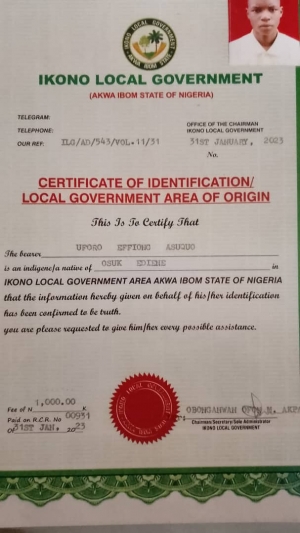 IKONO LOCAL GOVERNMENT
(AKWA IBOM STATE OF NIGERIA)
TELEGRAM:
TELEPHONE:
OUR REF: ILG/AD/543/VOL.11/31
OFFICE OF THE CHAIRMAN
IKONO LOCAL GOVERNMENT
31ST JANUARY, 2023
No.
CERTIFICATE OF IDENTIFICATION/
LOCAL GOVERNMENT AREA OF ORIGIN
This Is To Certify That
The bearer UFORO EFFIONG ASUQUO
is an indigene/a native of OSUK EDIENE in
IKONO LOCAL GOVERNMENT AREA AKWA IBOM STATE OF NIGERIA
that the information hereby given on behalf of his/her identification
has been confirmed to be truth.
you are please requested to give him/her every possible assistance.
Fee of N 1,000.00 K
Paid on R.C.R. No 00931
Of 31ST JAN. 20 23
Chairman/Secretary/Sole Administrator
IKONO LOCAL GOVERNMENT